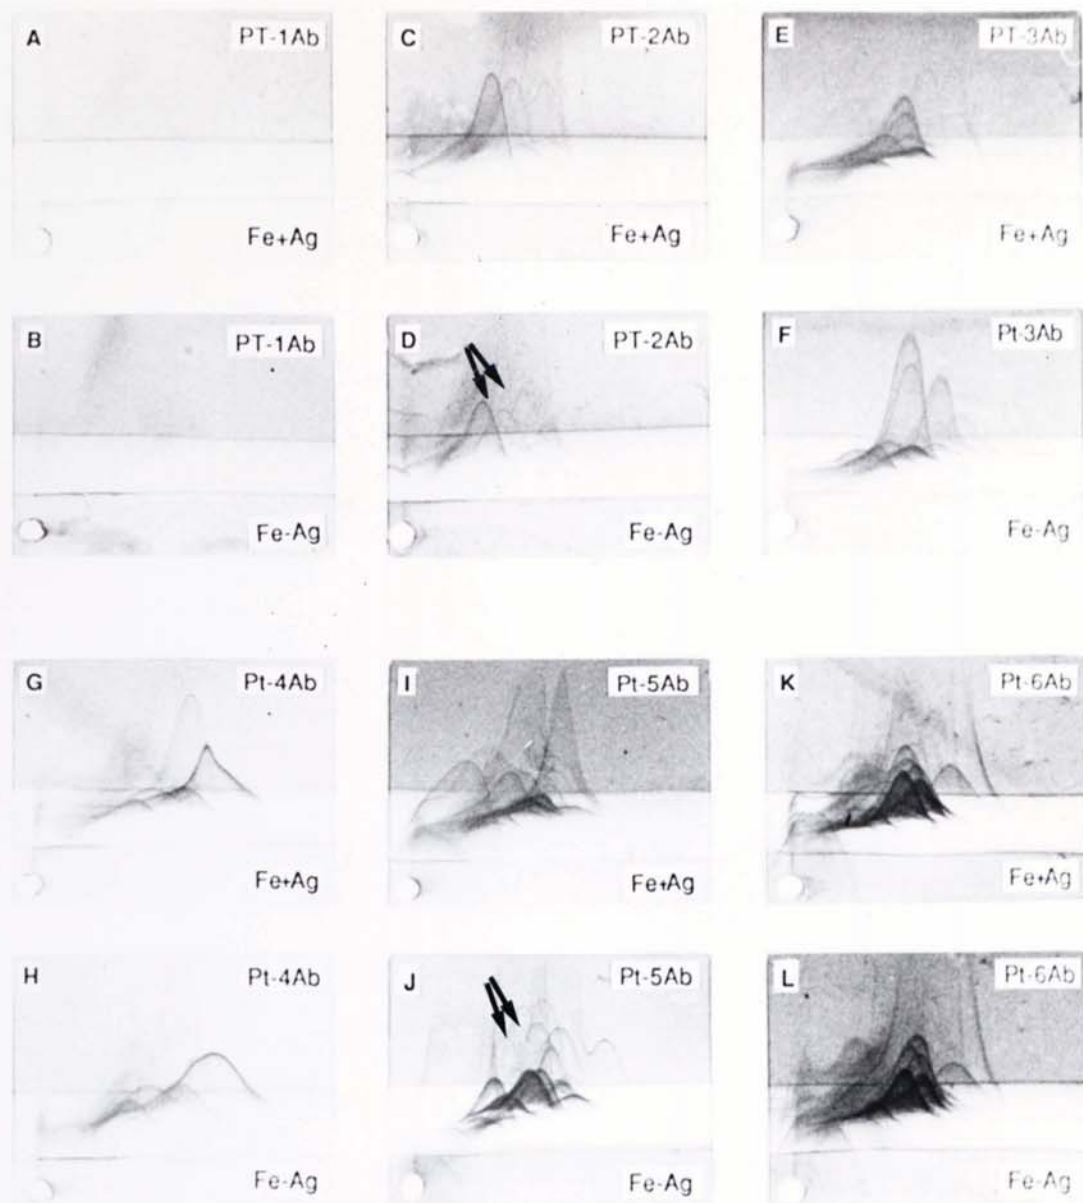 A PT-1Ab
C PT-2Ab
E PT-3Ab
Fe+Ag
Fe+Ag
Fe+Ag
B PT-1Ab
D PT-2Ab
F Pt-3Ab
Fe-Ag
Fe-Ag
Fe-Ag
G Pt-4Ab
I Pt-5Ab
K Pt-6Ab
Fe+Ag
Fe+Ag
Fe+Ag
H Pt-4Ab
J Pt-5Ab
L Pt-6Ab
Fe-Ag
Fe-Ag
Fe-Ag